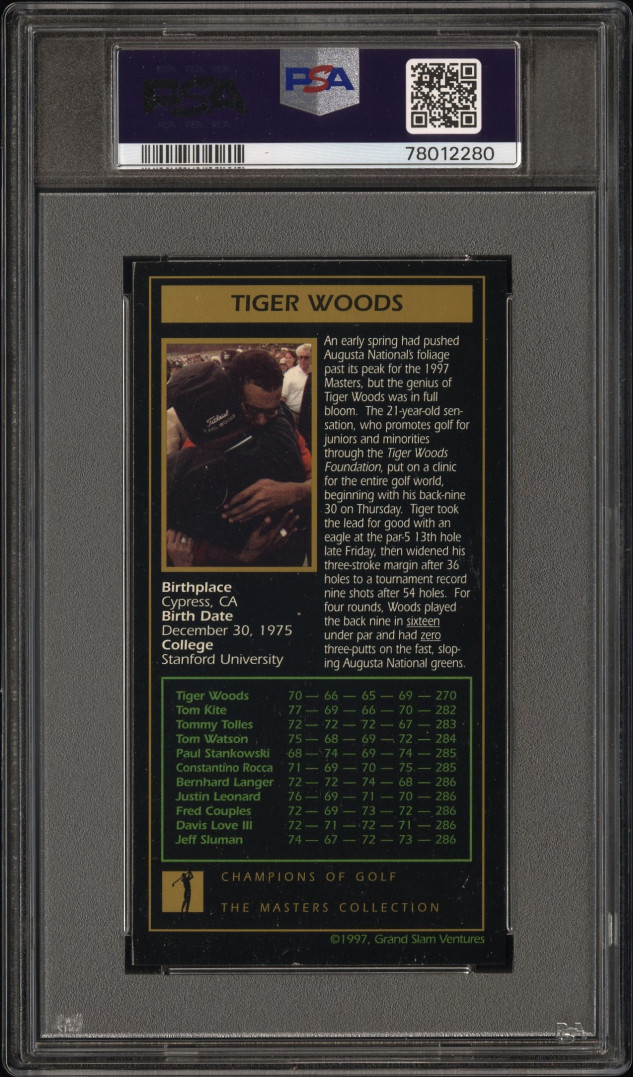 PSA
PSA
78012280
TIGER WOODS
An early spring had pushed
Augusta National's foliage
past its peak for the 1997
Masters, but the genius of
Tiger Woods was in full
bloom. The 21-year-old sen-
sation, who promotes golf for
juniors and minorities
through the Tiger Woods
Foundation, put on a clinic
for the entire golf world,
beginning with his back-nine
30 on Thursday. Tiger took
the lead for good with an
eagle at the par-5 13th hole
late Friday, then widened his
three-stroke margin after 36
holes to a tournament record
nine shots after 54 holes. For
four rounds, Woods played
the back nine in sixteen
under par and had zero
three-putts on the fast, slop-
ing Augusta National greens.
Titleist
Birthplace
Cypress, CA
Birth Date
December 30, 1975
College
Stanford University
Tiger Woods 70 — 66 — 65 — 69 — 270
Tom Kite 77 — 69 — 66 — 70 — 282
Tommy Tolles 72 — 72 — 72 — 67 — 283
Tom Watson 75 — 68 — 69 — 72 — 284
Paul Stankowski 68 — 74 — 69 — 74 — 285
Constantino Rocca 71 — 69 — 70 — 75 — 285
Bernhard Langer 72 — 72 — 74 — 68 — 286
Justin Leonard 76 — 69 — 71 — 70 — 286
Fred Couples 72 — 69 — 73 — 72 — 286
Davis Love III 72 — 71 — 72 — 71 — 286
Jeff Sluman 74 — 67 — 72 — 73 — 286
CHAMPIONS OF GOLF
THE MASTERS COLLECTION
©1997, Grand Slam Ventures
PSA